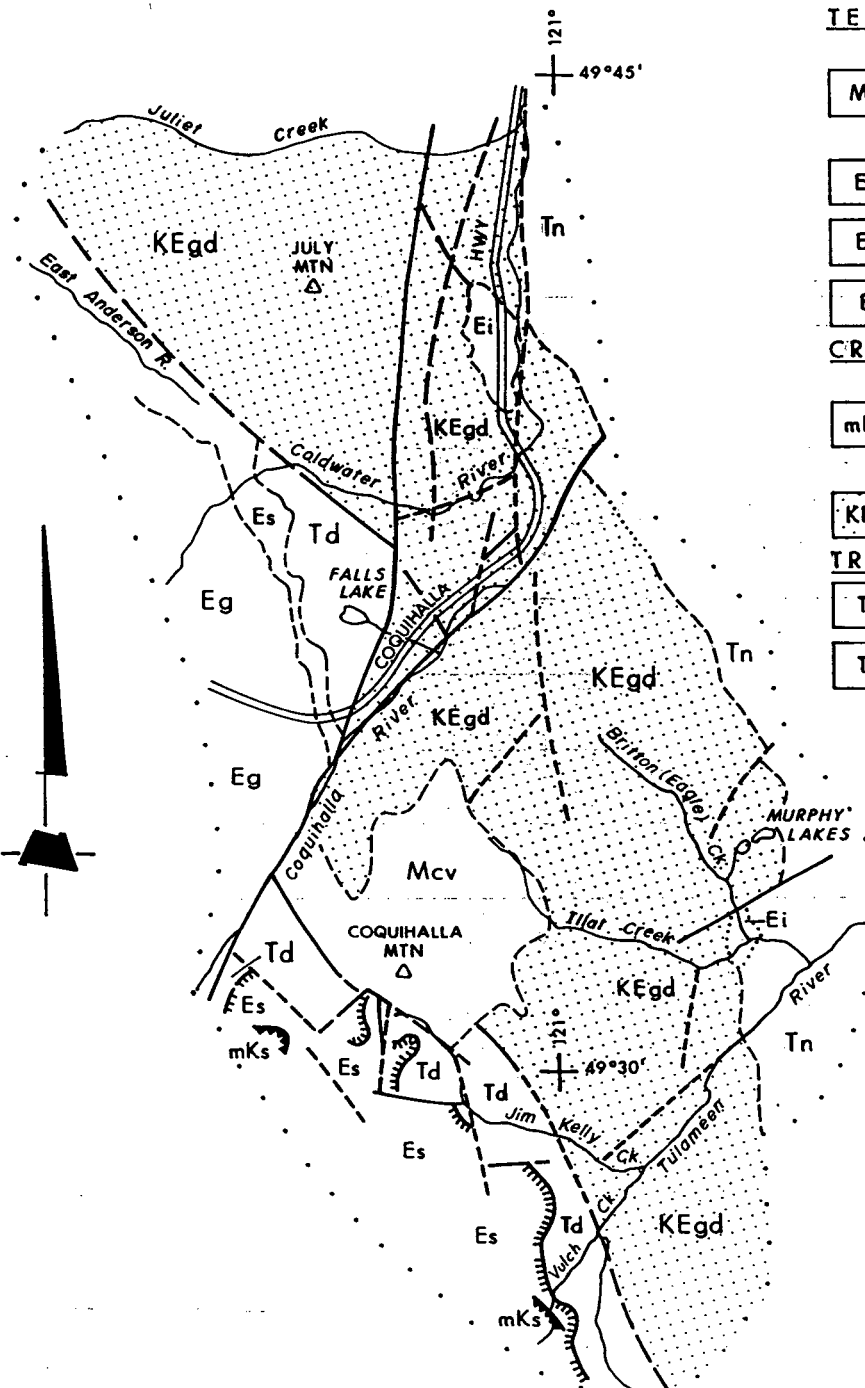 TE
121°
49°45'
Juliet Creek
M
E
E
E
CR
KEgd
JULY
MTN
HWY
Tn
East Anderson R.
Ei
KEgd
Caldwater River
Es
Td
FALLS
LAKE
TR
T
T
Eg
COQUIHALLA
KEgd
Tn
River
KEgd
Britton (Eagle) Ck.
Eg
MURPHY
LAKES
Coquihalla
Mcv
Illal Creek
Ei
COQUIHALLA
MTN
Td
Es
KEgd
River
mKs
121°
49°30'
Tn
Es
Td
Td
Jim Kelly Ck.
Tulameen
Es
Ck.
Es
Td
KEgd
Vulch
mKs